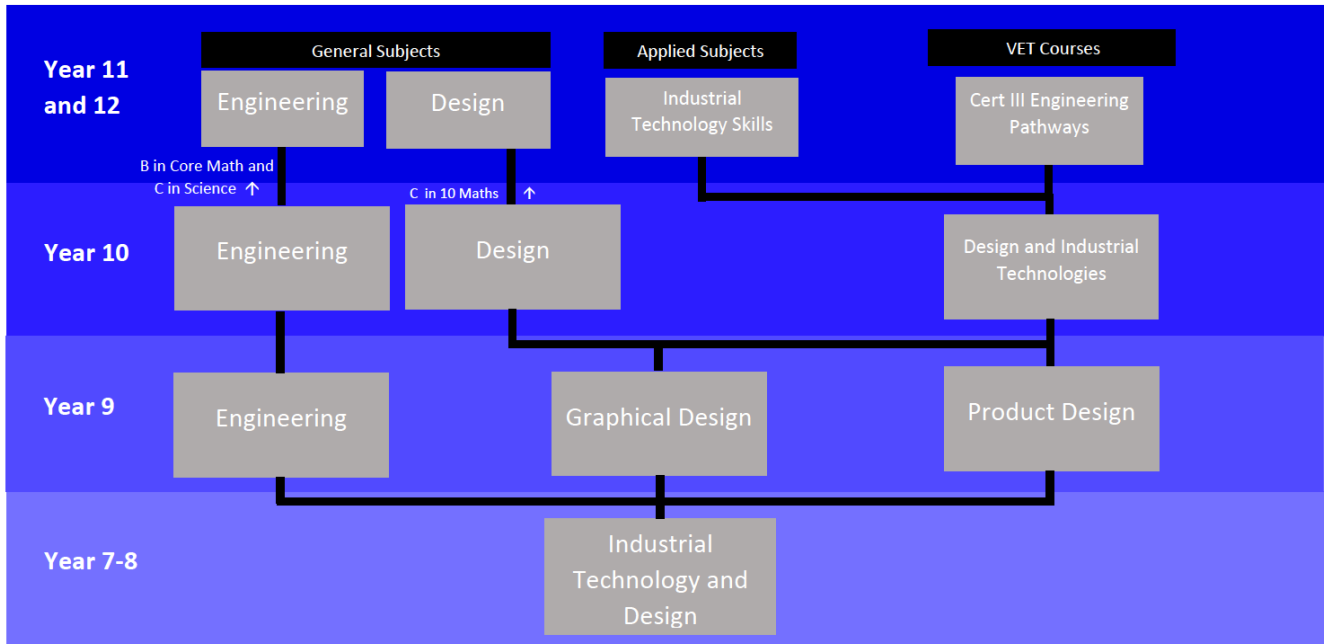 General Subjects
Applied Subjects
VET Courses
Year 11
and 12
Engineering
Design
Industrial
Technology Skills
Cert III Engineering
Pathways
B in Core Math and
C in Science ↑
C in 10 Maths ↑
Year 10
Engineering
Design
Design and Industrial
Technologies
Year 9
Engineering
Graphical Design
Product Design
Year 7-8
Industrial
Technology and
Design